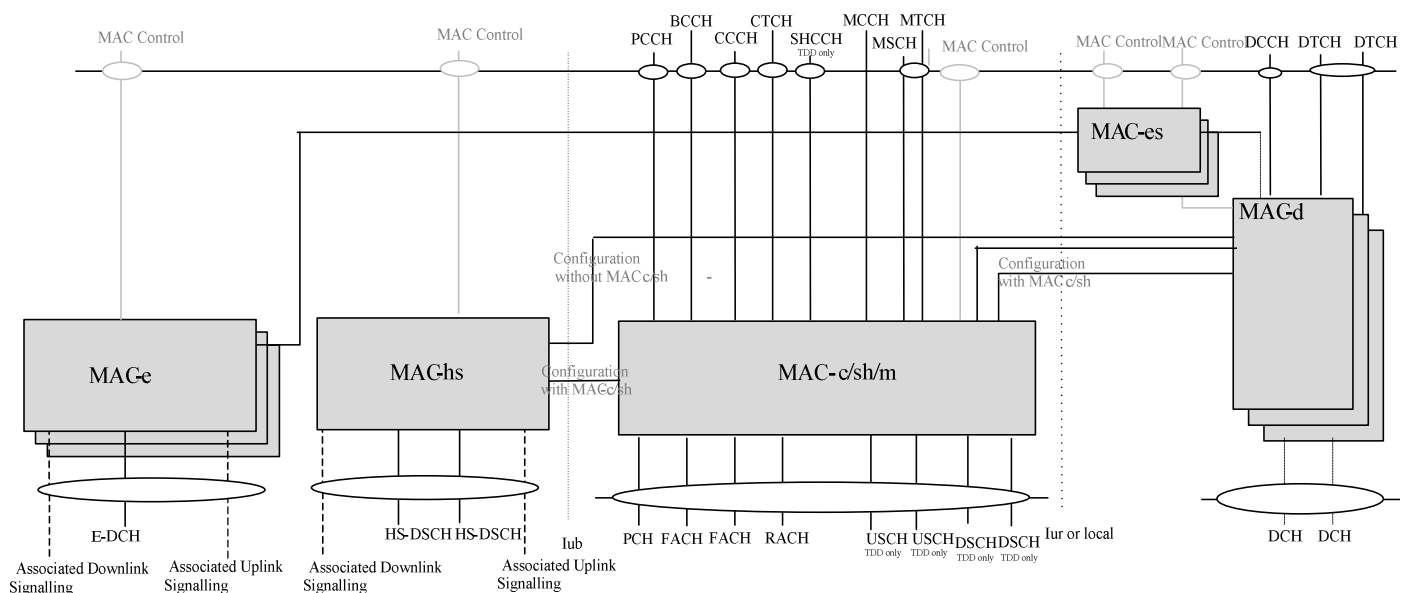 BCCH CTCH MCCH MTCH
MAC Control MAC Control PCCH CCCH SHCCH MSCH MAC Control MAC Control MAC Control DCCH DTCH DTCH
TDD only
MAC-es
MAC-d
Configuration
without MAC-c/sh
Configuration
with MAC-c/sh
MAC-e MAC-hs MAC- c/sh/m
Configuration
with MAC-c/sh
E-DCH HS-DSCH HS-DSCH PCH FACH FACH RACH USCH USCH DSCH DSCH Iur or local DCH DCH
TDD only TDD only TDD only TDD only
Iub
Associated Downlink
Signalling
Associated Uplink
Signalling
Associated Downlink
Signalling
Associated Uplink
Signalling